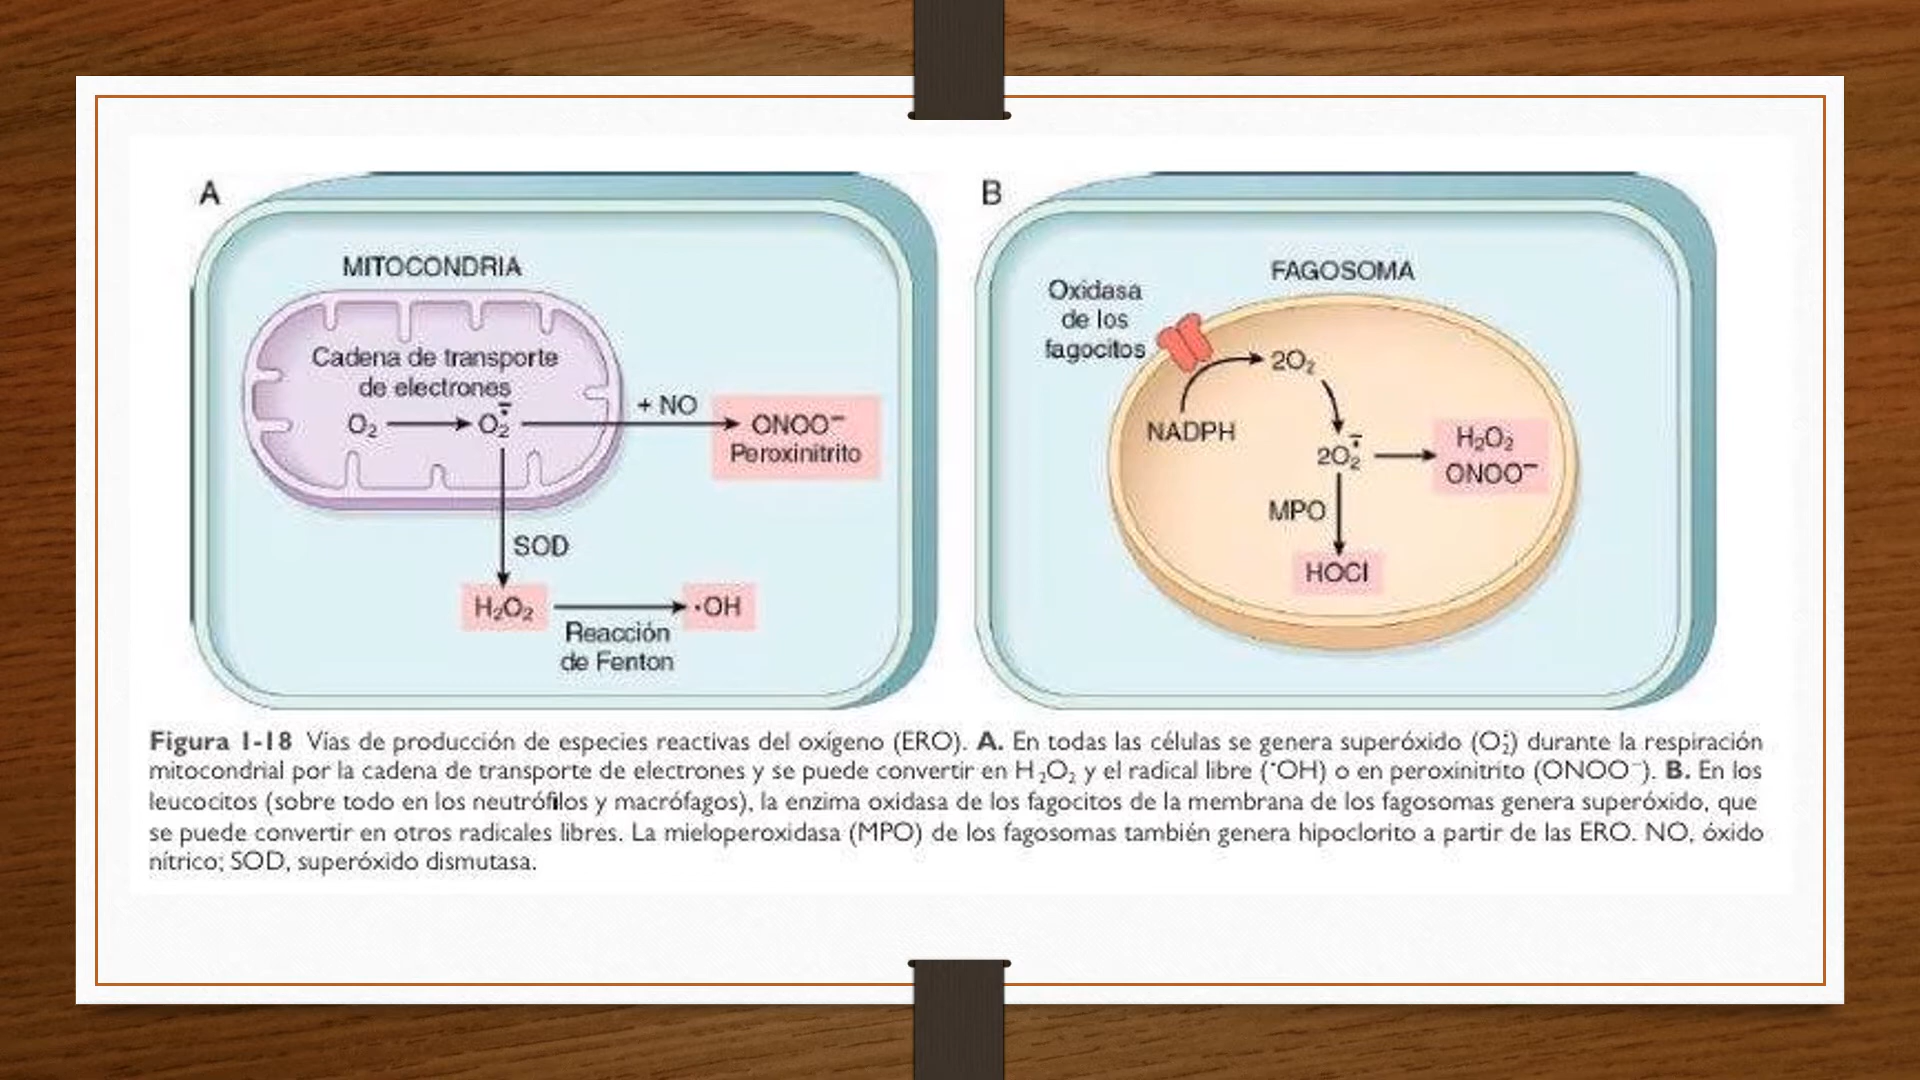 A
MITOCONDRIA
Cadena de transporte
de electrones
O₂
O₂•̄
+ NO
ONOO⁻
Peroxinitrito
SOD
H₂O₂
•OH
Reacción
de Fenton
B
FAGOSOMA
Oxidasa
de los
fagocitos
2O₂
NADPH
2O₂•̄
H₂O₂
ONOO⁻
MPO
HOCl
Figura 1-18 Vías de producción de especies reactivas del oxígeno (ERO). A. En todas las células se genera superóxido (O₂•̄) durante la respiración
mitocondrial por la cadena de transporte de electrones y se puede convertir en H₂O₂ y el radical libre (•OH) o en peroxinitrito (ONOO⁻). B. En los
leucocitos (sobre todo en los neutrófilos y macrófagos), la enzima oxidasa de los fagocitos de la membrana de los fagosomas genera superóxido, que
se puede convertir en otros radicales libres. La mieloperoxidasa (MPO) de los fagosomas también genera hipoclorito a partir de las ERO. NO, óxido
nítrico; SOD, superóxido dismutasa.